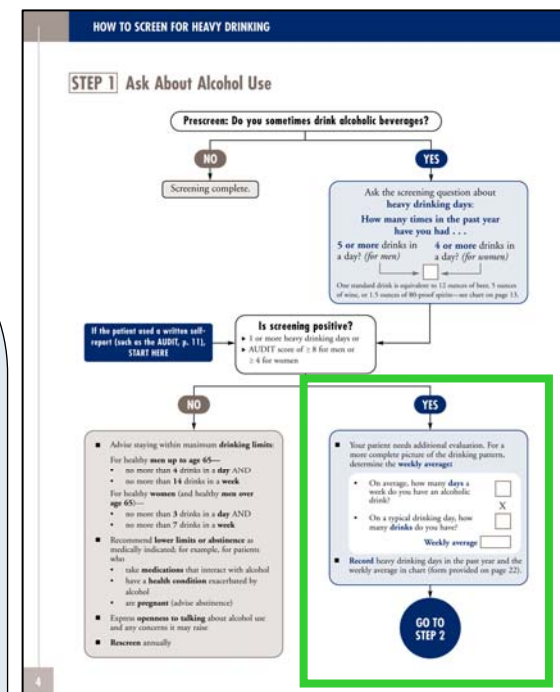 HOW TO SCREEN FOR HEAVY DRINKING
STEP 1 Ask About Alcohol Use
Prescreen: Do you sometimes drink alcoholic beverages?
NO
YES
Screening complete.
Ask the screening question about
heavy drinking days:
How many times in the past year
have you had . . .
5 or more drinks in
a day? (for men)
4 or more drinks in
a day? (for women)
One standard drink is equivalent to 12 ounces of beer, 5 ounces
of wine, or 1.5 ounces of 80-proof spirits—see chart on page 13.
If the patient used a written self-
report (such as the AUDIT, p. 11),
START HERE
Is screening positive?
▸ 1 or more heavy drinking days or
▸ AUDIT score of ≥ 8 for men or
≥ 4 for women
NO
YES
■ Advise staying within maximum drinking limits:
For healthy men up to age 65—
• no more than 4 drinks in a day AND
• no more than 14 drinks in a week
For healthy women (and healthy men over
age 65)—
• no more than 3 drinks in a day AND
• no more than 7 drinks in a week
■ Recommend lower limits or abstinence as
medically indicated; for example, for patients
who
• take medications that interact with alcohol
• have a health condition exacerbated by
alcohol
• are pregnant (advise abstinence)
■ Express openness to talking about alcohol use
and any concerns it may raise
■ Rescreen annually
■ Your patient needs additional evaluation. For a
more complete picture of the drinking pattern,
determine the weekly average:
• On average, how many days a
week do you have an alcoholic
drink?
X
• On a typical drinking day, how
many drinks do you have?
Weekly average
■ Record heavy drinking days in the past year and the
weekly average in chart (form provided on page 22).
GO TO
STEP 2
4